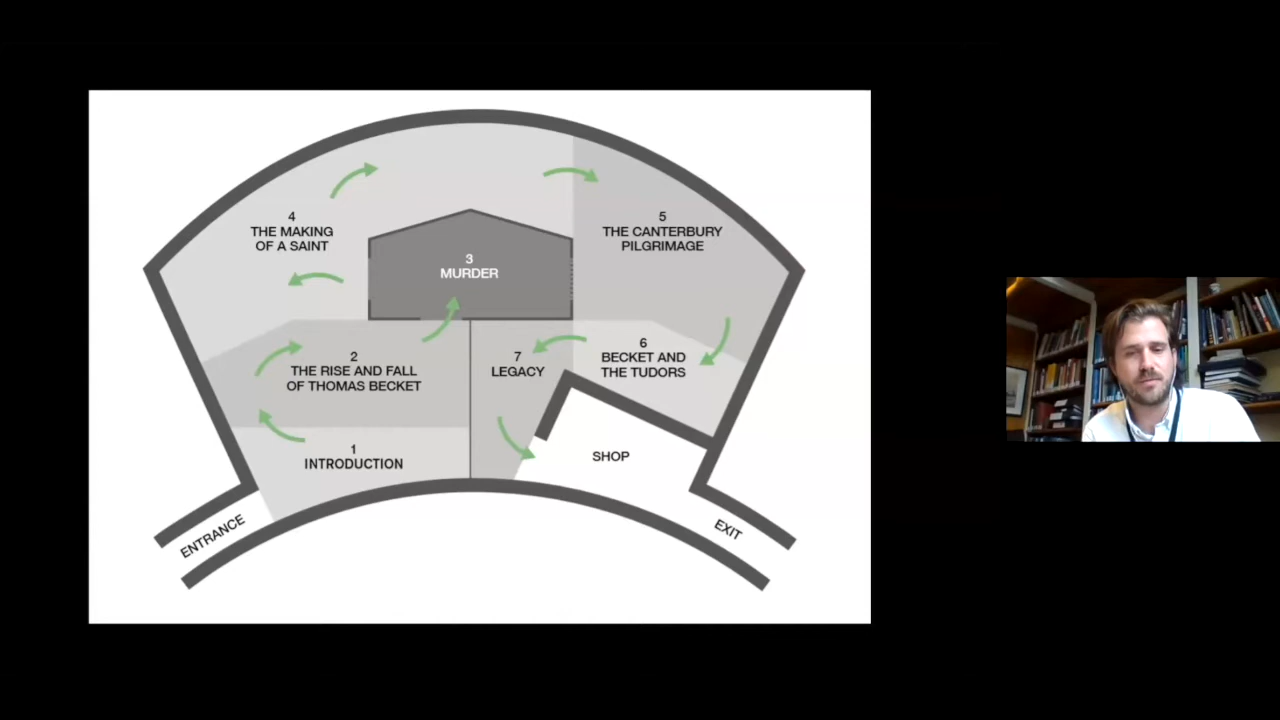 4
THE MAKING
OF A SAINT
5
THE CANTERBURY
PILGRIMAGE
3
MURDER
2
THE RISE AND FALL
OF THOMAS BECKET
7
LEGACY
6
BECKET AND
THE TUDORS
1
INTRODUCTION
SHOP
ENTRANCE
EXIT